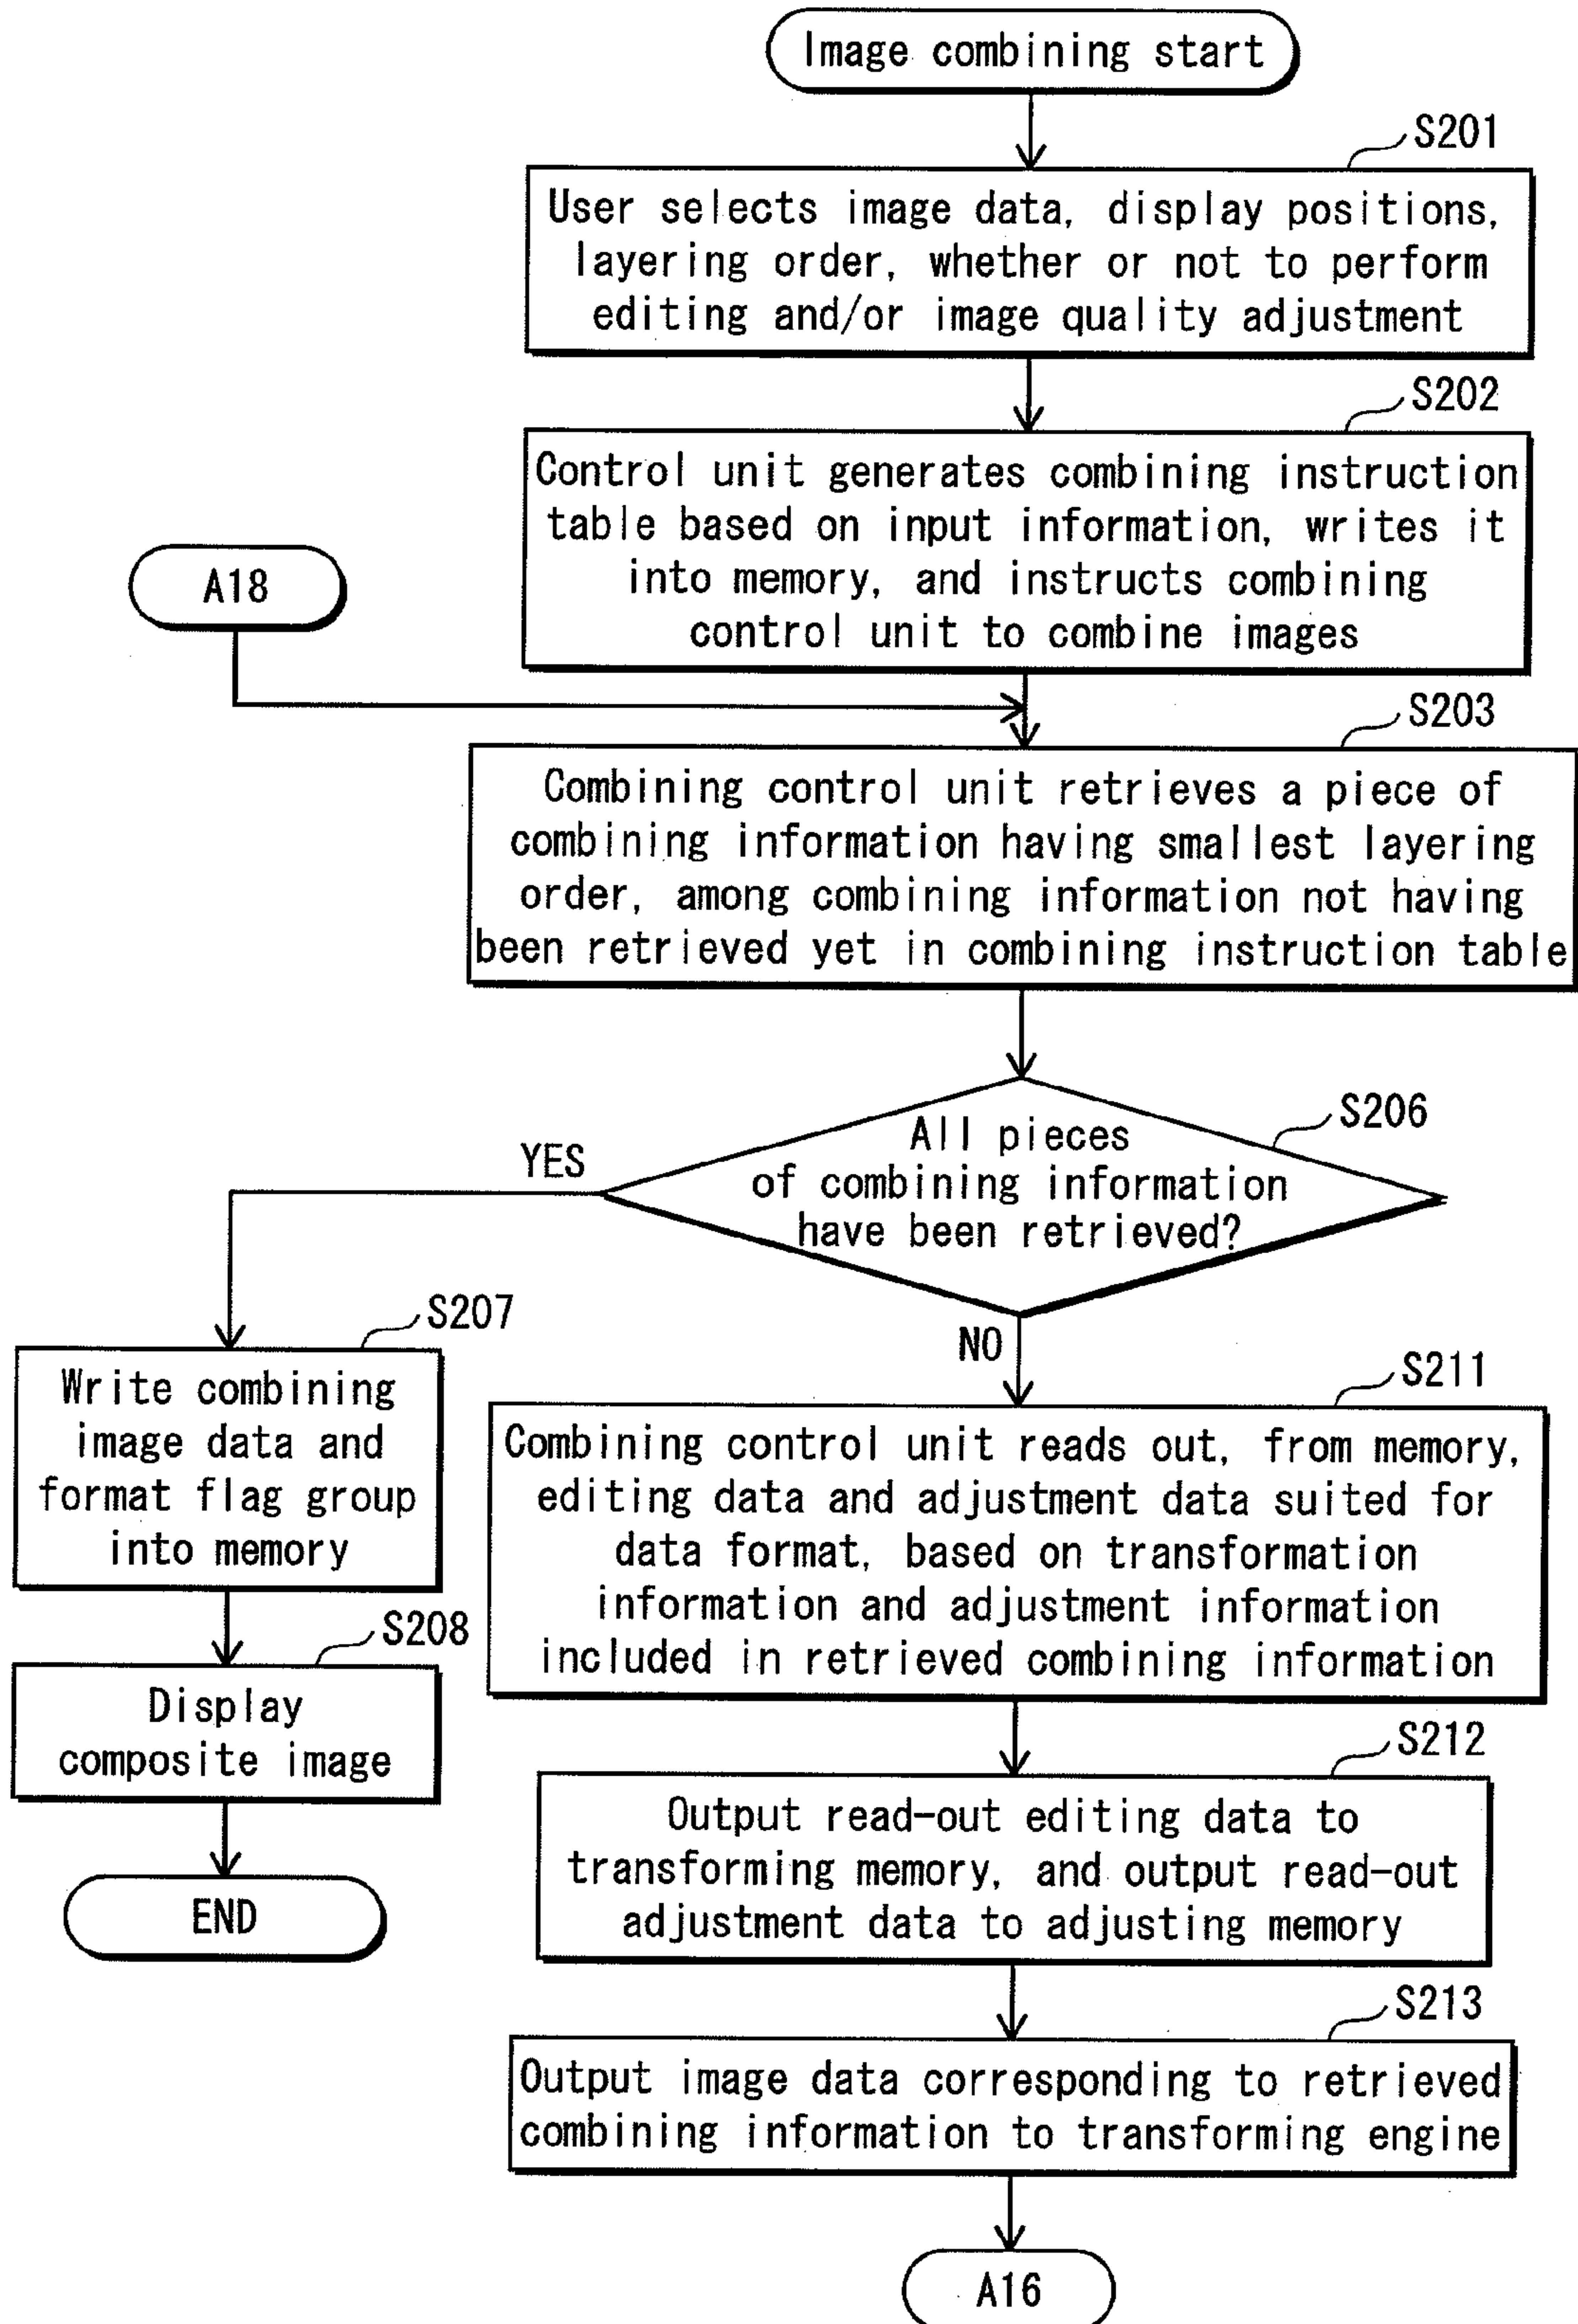 Image combining start
S201
User selects image data, display positions,
layering order, whether or not to perform
editing and/or image quality adjustment
S202
Control unit generates combining instruction
table based on input information, writes it
into memory, and instructs combining
control unit to combine images
A18
S203
Combining control unit retrieves a piece of
combining information having smallest layering
order, among combining information not having
been retrieved yet in combining instruction table
S206
All pieces
of combining information
have been retrieved?
YES
NO
S207
Write combining
image data and
format flag group
into memory
S208
Display
composite image
END
S211
Combining control unit reads out, from memory,
editing data and adjustment data suited for
data format, based on transformation
information and adjustment information
included in retrieved combining information
S212
Output read-out editing data to
transforming memory, and output read-out
adjustment data to adjusting memory
S213
Output image data corresponding to retrieved
combining information to transforming engine
A16